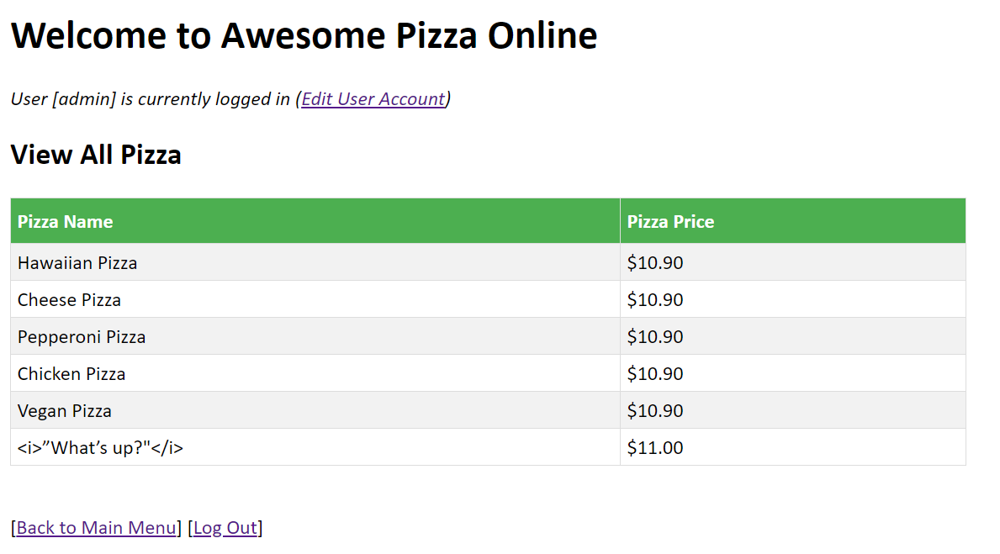 Welcome to Awesome Pizza Online
User [admin] is currently logged in (Edit User Account)
View All Pizza
Pizza Name Pizza Price
Hawaiian Pizza $10.90
Cheese Pizza $10.90
Pepperoni Pizza $10.90
Chicken Pizza $10.90
Vegan Pizza $10.90
<i>”What’s up?"</i> $11.00
[Back to Main Menu] [Log Out]